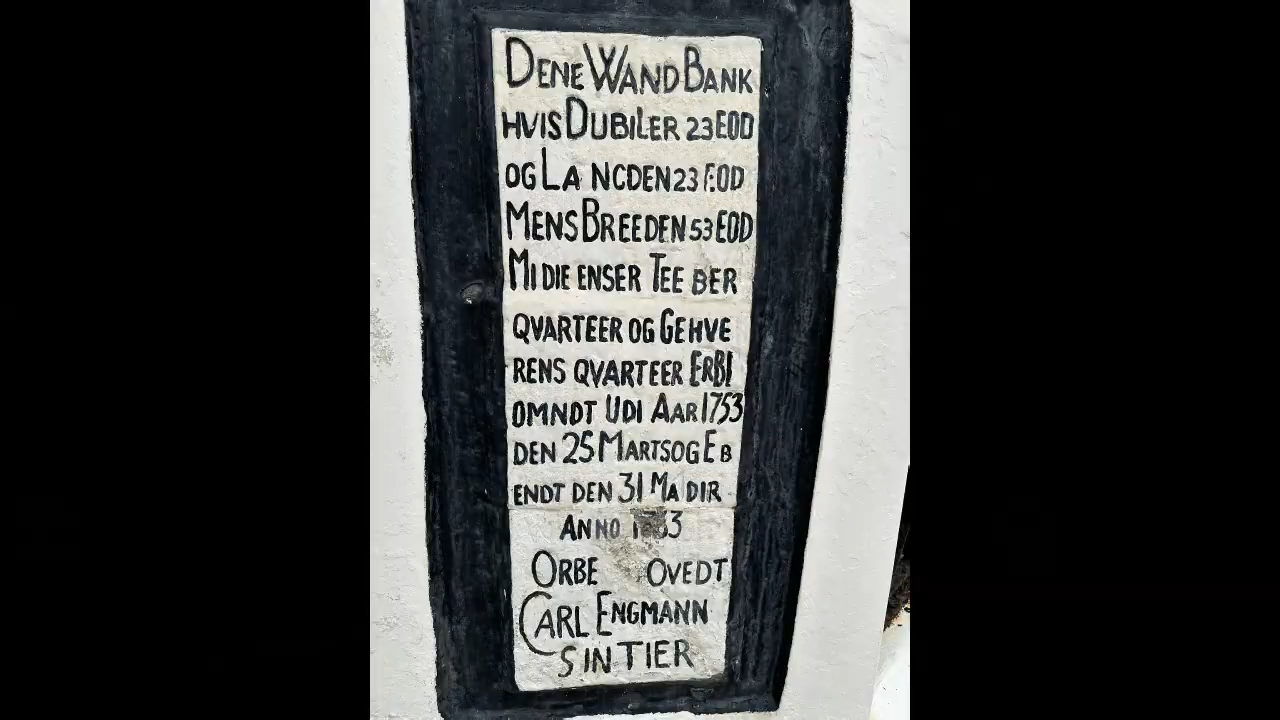 DENE WAND BANK
HVIS DUBILER 23 EOD
OG LA NCDEN 23 EOD
MENS BREEDEN 53 EOD
MI DIE ENSER TEE BER
QVARTEER OG GEHVE
RENS QVARTEER ERBI
OMNDT UDI AAR 1753
DEN 25 MARTSOG EB
ENDT DEN 31 MA DIR
ANNO
ORBE OVEDT
CARL ENGMANN
SINTIER